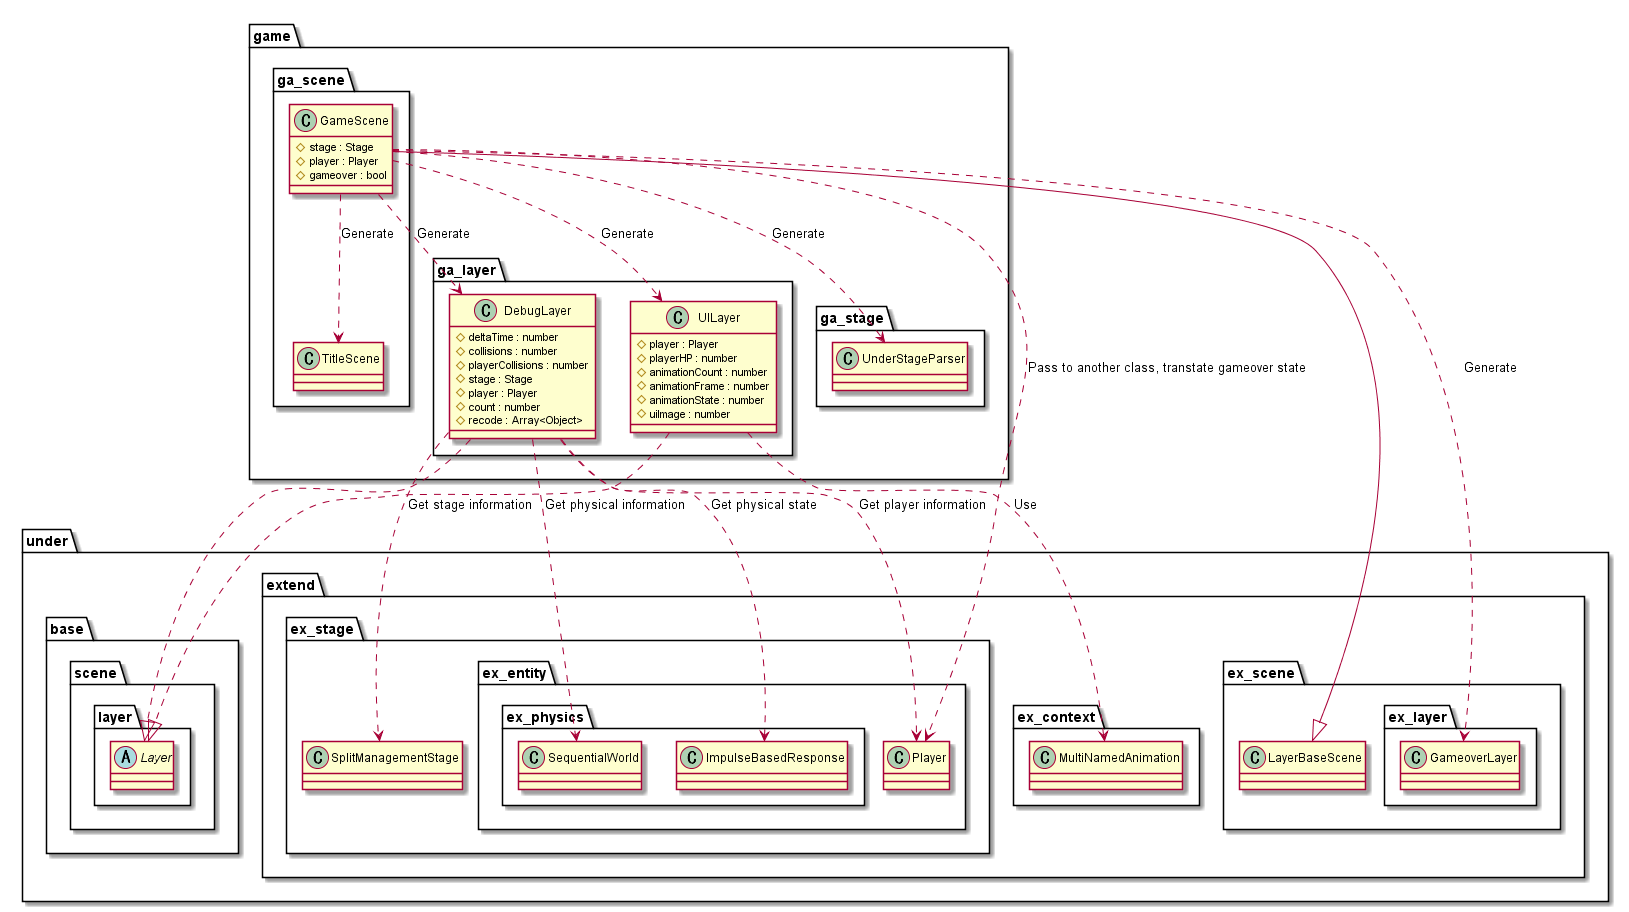 game
ga_scene
C GameScene
stage : Stage
player : Player
gameover : bool
Generate
Generate
Generate
Generate
ga_layer
C DebugLayer
deltaTime : number
collisions : number
playerCollisions : number
stage : Stage
player : Player
count : number
recode : Array<Object>
C UILayer
player : Player
playerHP : number
animationCount : number
animationFrame : number
animationState : number
uiImage : number
ga_stage
C UnderStageParser
C TitleScene
Pass to another class, transtate gameover state
Generate
Get stage information
Get physical information
Get physical state
Get player information
Use
under
extend
base
ex_stage
scene
ex_entity
ex_scene
layer
ex_physics
ex_context
ex_layer
A Layer
C SplitManagementStage
C SequentialWorld
C ImpulseBasedResponse
C Player
C MultiNamedAnimation
C LayerBaseScene
C GameoverLayer